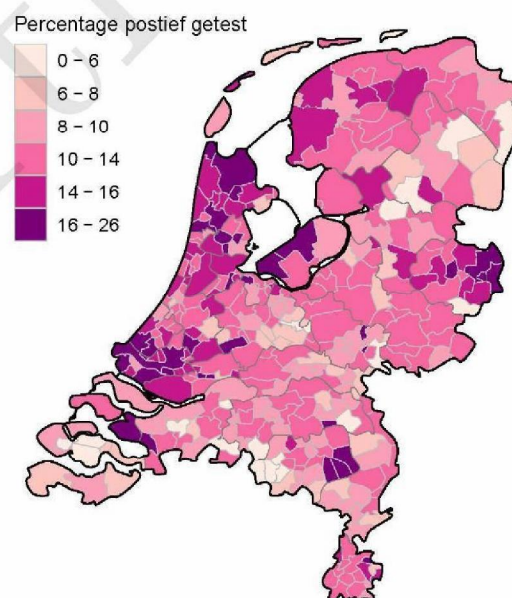 Percentage postief getest
0 – 6
6 – 8
8 – 10
10 – 14
14 – 16
16 – 26